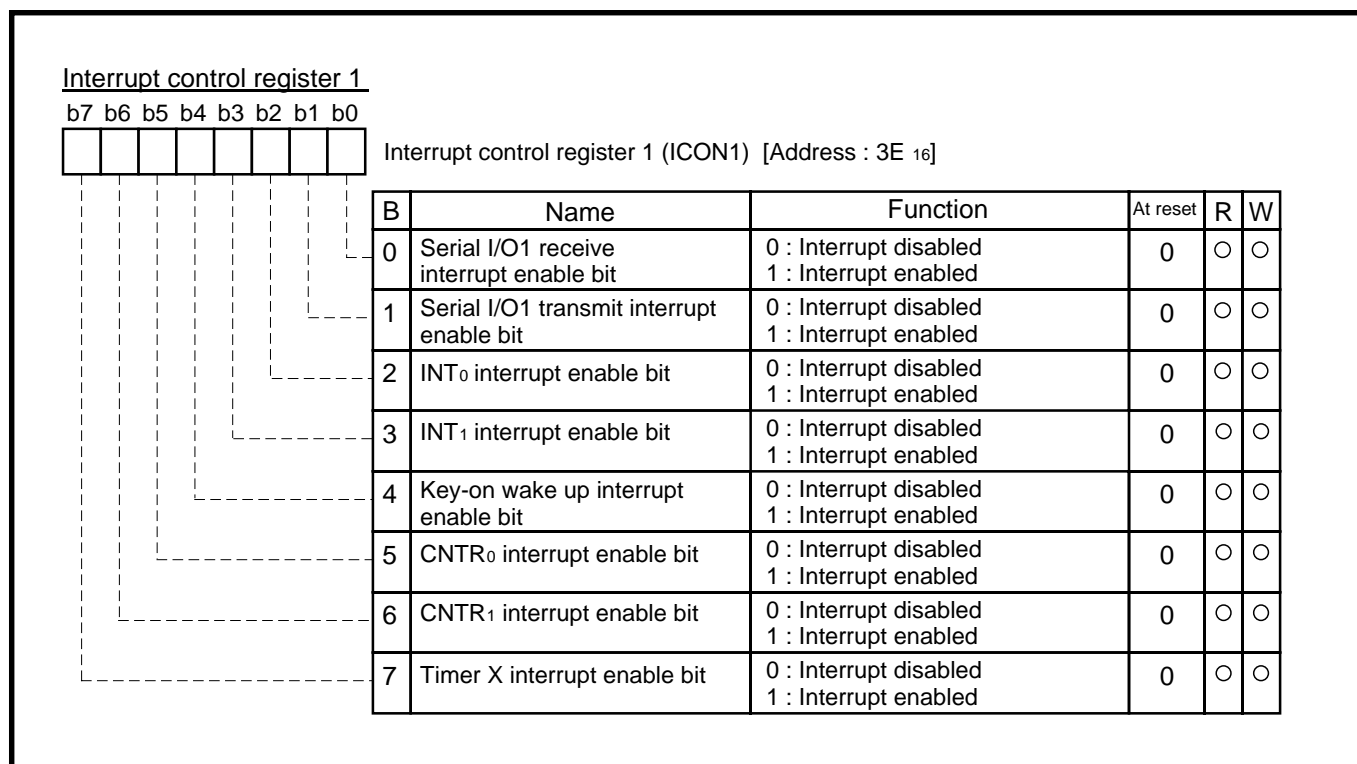 Interrupt control register 1
b7 b6 b5 b4 b3 b2 b1 b0
Interrupt control register 1 (ICON1) [Address : 3E 16]
B Name Function At reset R W
0 Serial I/O1 receive interrupt enable bit 0 : Interrupt disabled 1 : Interrupt enabled 0 ○ ○
1 Serial I/O1 transmit interrupt enable bit 0 : Interrupt disabled 1 : Interrupt enabled 0 ○ ○
2 INT0 interrupt enable bit 0 : Interrupt disabled 1 : Interrupt enabled 0 ○ ○
3 INT1 interrupt enable bit 0 : Interrupt disabled 1 : Interrupt enabled 0 ○ ○
4 Key-on wake up interrupt enable bit 0 : Interrupt disabled 1 : Interrupt enabled 0 ○ ○
5 CNTR0 interrupt enable bit 0 : Interrupt disabled 1 : Interrupt enabled 0 ○ ○
6 CNTR1 interrupt enable bit 0 : Interrupt disabled 1 : Interrupt enabled 0 ○ ○
7 Timer X interrupt enable bit 0 : Interrupt disabled 1 : Interrupt enabled 0 ○ ○